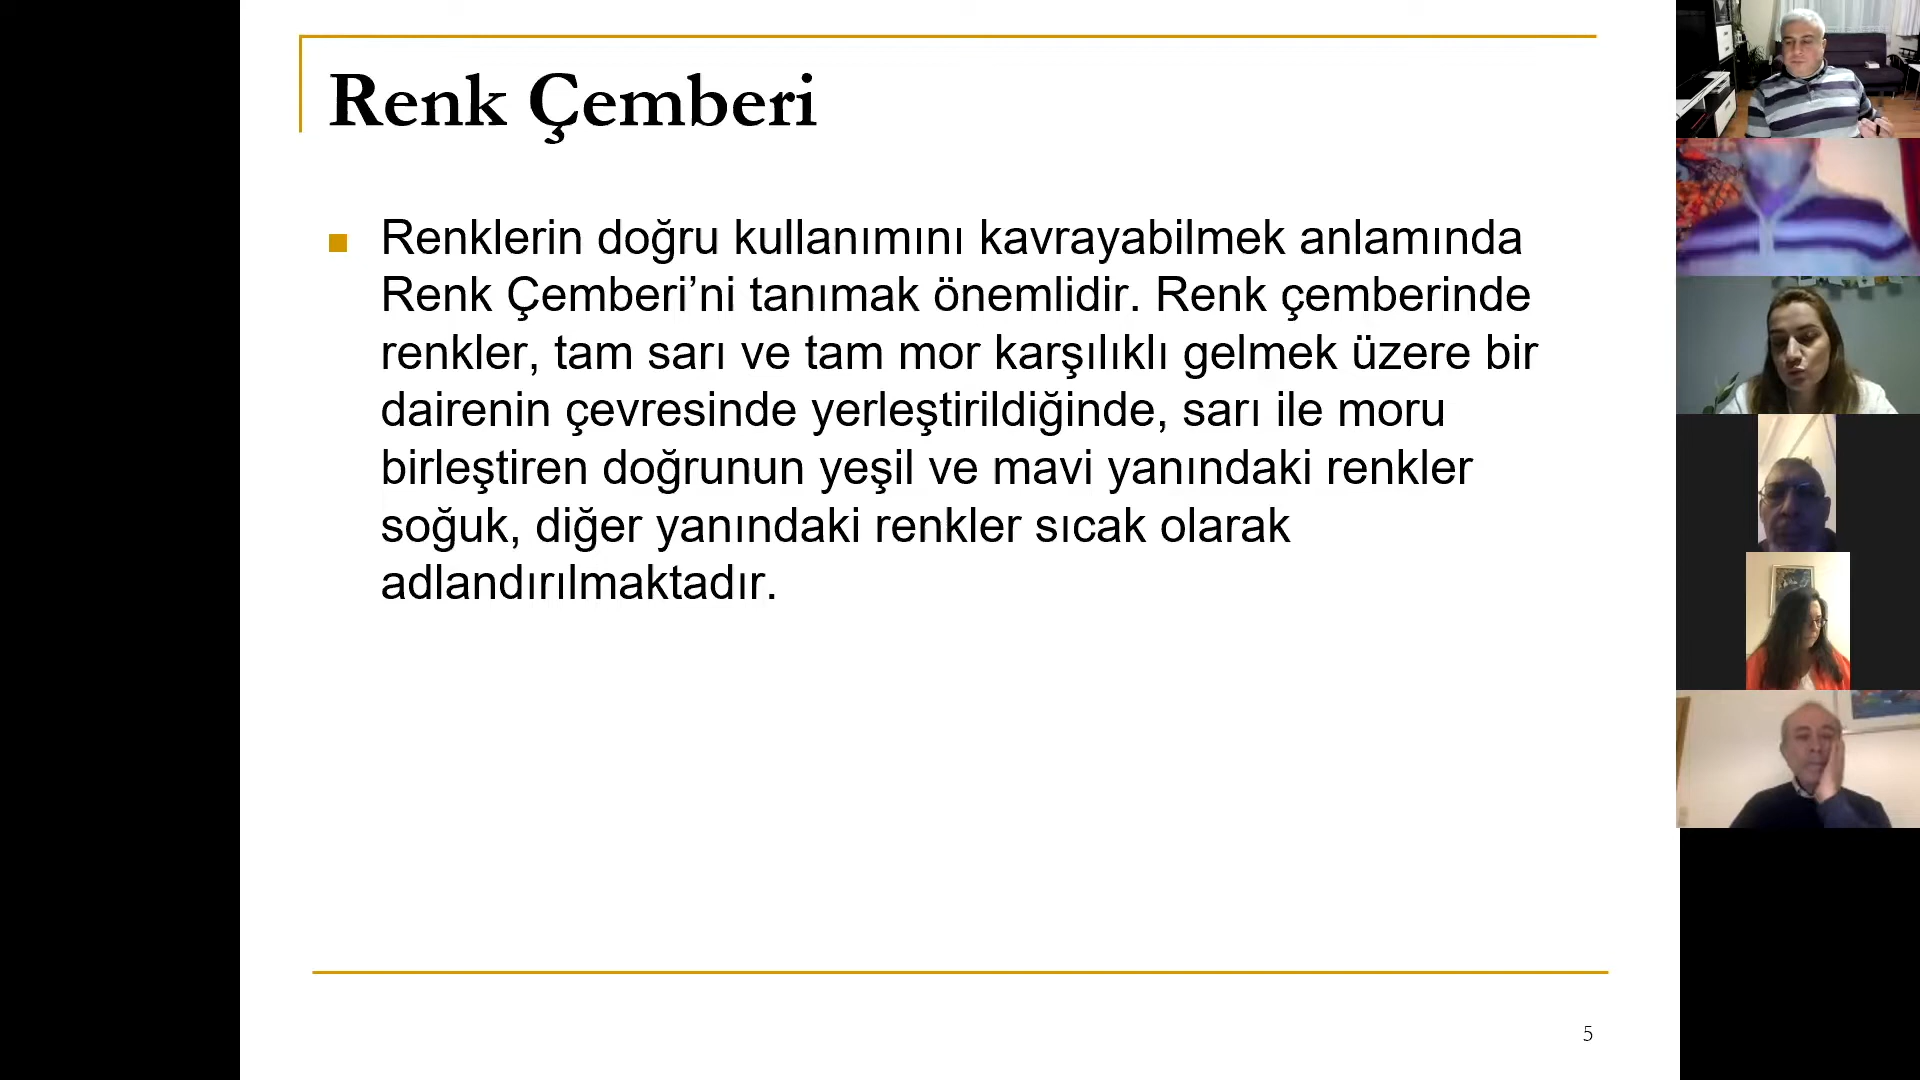 Renk Çemberi
Renklerin doğru kullanımını kavrayabilmek anlamında
Renk Çemberi’ni tanımak önemlidir. Renk çemberinde
renkler, tam sarı ve tam mor karşılıklı gelmek üzere bir
dairenin çevresinde yerleştirildiğinde, sarı ile moru
birleştiren doğrunun yeşil ve mavi yanındaki renkler
soğuk, diğer yanındaki renkler sıcak olarak
adlandırılmaktadır.
5